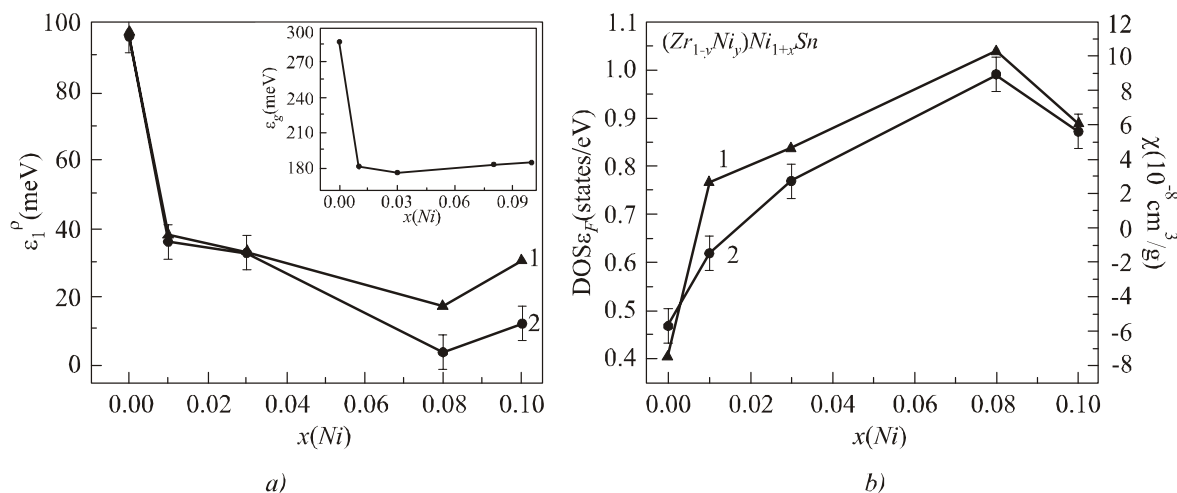 100
80
60
40
20
0
ε₁ᵖ(meV)
0.00 0.02 0.04 0.06 0.08 0.10
x(Ni)
1
2
300
270
240
210
180
ε_g(meV)
0.00 0.03 0.06 0.09
x(Ni)
a)
1.1
1.0
0.9
0.8
0.7
0.6
0.5
0.4
DOSε_F(states/eV)
(Zr₁₋ᵧNiᵧ)Ni₁₊ₓSn
1
2
0.00 0.02 0.04 0.06 0.08 0.10
x(Ni)
12
10
8
6
4
2
0
-2
-4
-6
-8
χ(10⁻⁸ cm³/g)
b)